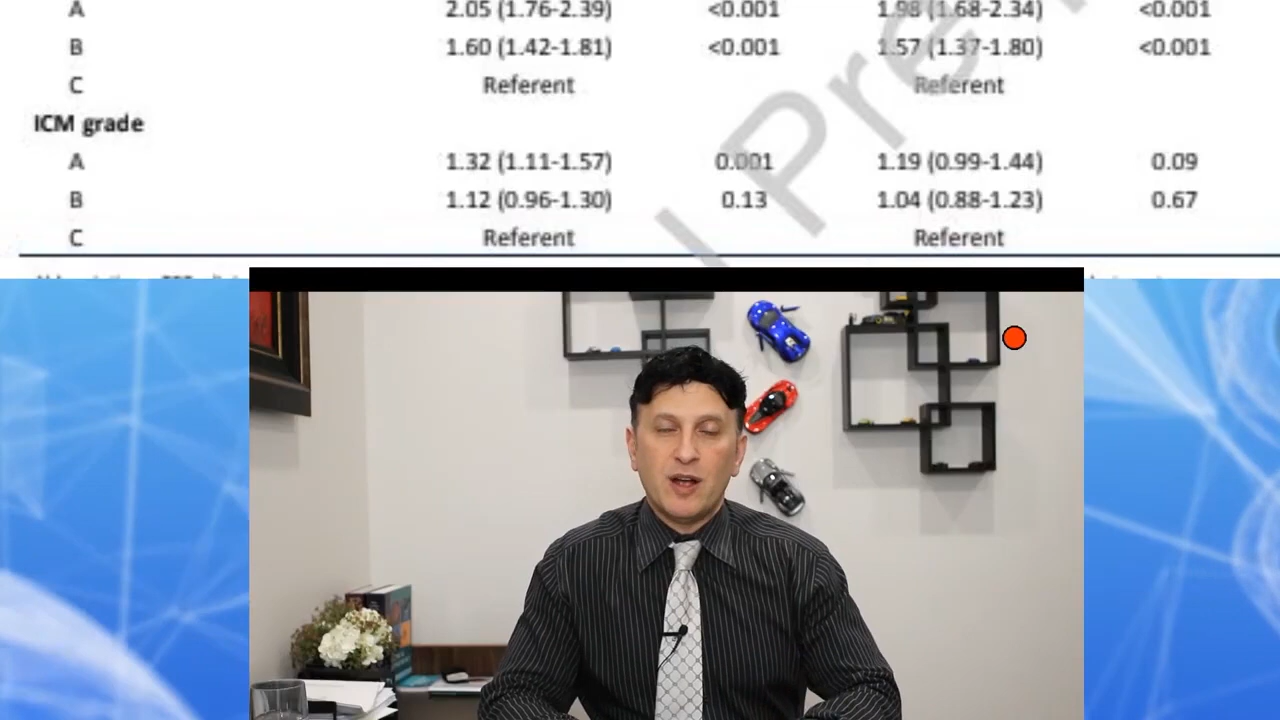 A 2.05 (1.76-2.39) <0.001 1.98 (1.68-2.34) <0.001
B 1.60 (1.42-1.81) <0.001 1.57 (1.37-1.80) <0.001
C Referent Referent
ICM grade
A 1.32 (1.11-1.57) 0.001 1.19 (0.99-1.44) 0.09
B 1.12 (0.96-1.30) 0.13 1.04 (0.88-1.23) 0.67
C Referent Referent